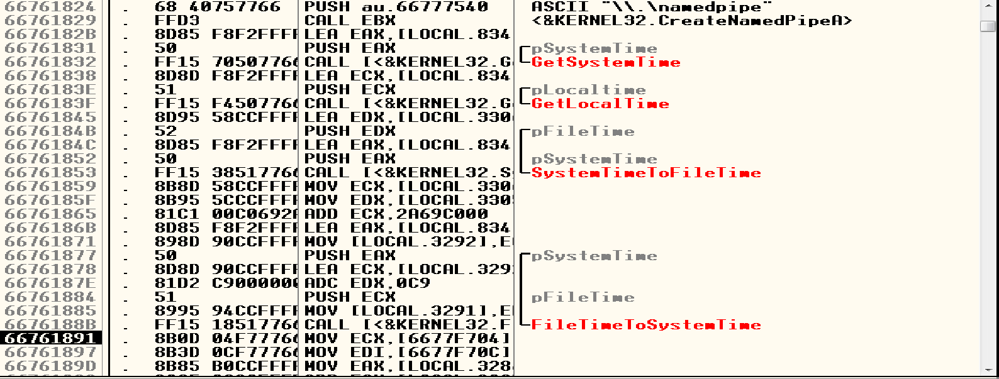 66761824 . 68 40757766 PUSH au.66777540 ASCII "\\.\namedpipe"
66761829 . FFD3 CALL EBX <&KERNEL32.CreateNamedPipeA>
6676182B . 8D85 F8F2FFFF LEA EAX,[LOCAL.834
66761831 . 50 PUSH EAX pSystemTime
66761832 . FF15 70507766 CALL [<&KERNEL32.G GetSystemTime
66761838 . 8D8D F8F2FFFF LEA ECX,[LOCAL.834
6676183E . 51 PUSH ECX pLocaltime
6676183F . FF15 F4507766 CALL [<&KERNEL32.G GetLocalTime
66761845 . 8D95 58CCFFFF LEA EDX,[LOCAL.330
6676184B . 52 PUSH EDX pFileTime
6676184C . 8D85 F8F2FFFF LEA EAX,[LOCAL.834
66761852 . 50 PUSH EAX pSystemTime
66761853 . FF15 38517766 CALL [<&KERNEL32.S SystemTimeToFileTime
66761859 . 8B8D 58CCFFFF MOV ECX,[LOCAL.330
6676185F . 8B95 5CCCFFFF MOV EDX,[LOCAL.330
66761865 . 81C1 00C0692A ADD ECX,2A69C000
6676186B . 8D85 F8F2FFFF LEA EAX,[LOCAL.834
66761871 . 898D 90CCFFFF MOV [LOCAL.3292],E
66761877 . 50 PUSH EAX pSystemTime
66761878 . 8D8D 90CCFFFF LEA ECX,[LOCAL.329
6676187E . 81D2 C9000000 ADC EDX,0C9
66761884 . 51 PUSH ECX pFileTime
66761885 . 8995 94CCFFFF MOV [LOCAL.3291],E
6676188B . FF15 18517766 CALL [<&KERNEL32.F FileTimeToSystemTime
66761891 . 8B0D 04F77766 MOV ECX,[6677F704]
66761897 . 8B3D 0CF77766 MOV EDI,[6677F70C]
6676189D . 8B85 B0CCFFFF MOV EAX,[LOCAL.328